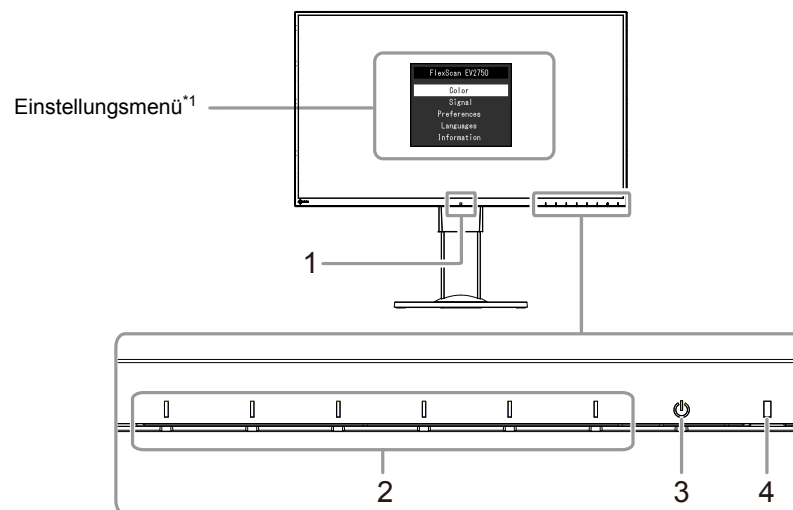 FlexScan EV2750
Color
Signal
Preferences
Languages
Information
Einstellungsmenü*1
1
2
3
4